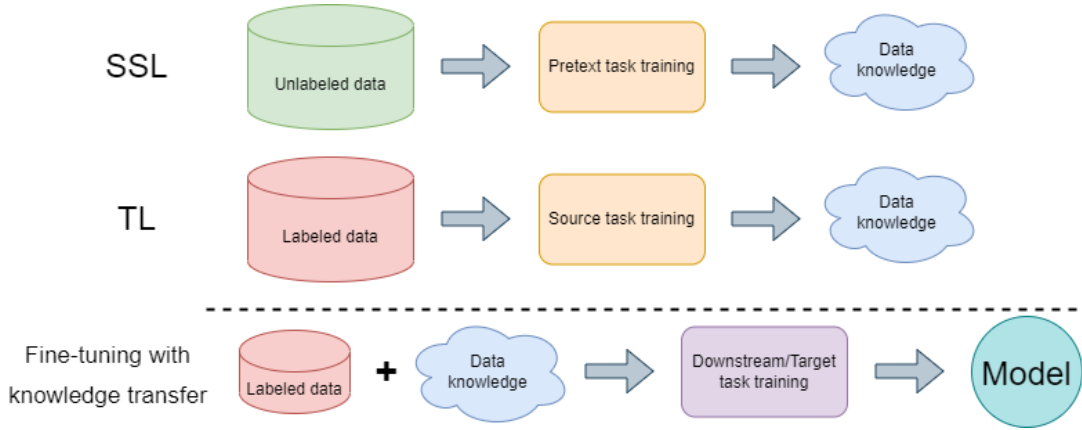 SSL
Unlabeled data
Pretext task training
Data
knowledge
TL
Labeled data
Source task training
Data
knowledge
Fine-tuning with
knowledge transfer
Labeled data
+
Data
knowledge
Downstream/Target
task training
Model